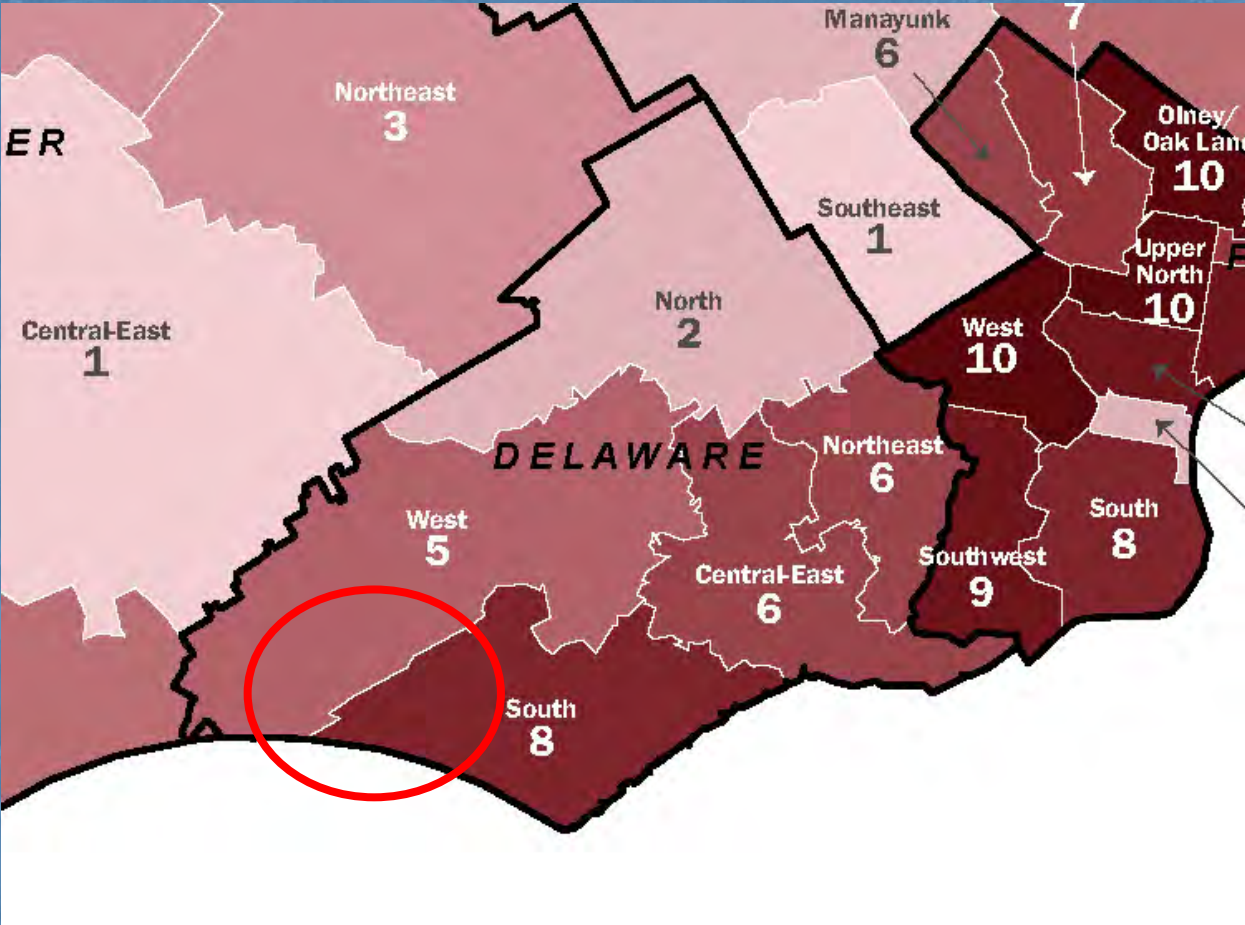 Manayunk
6
7
Northeast
3
Olney/
Oak Lane
10
ER
Southeast
1
Upper
North
10
North
2
West
10
Central-East
1
DELAWARE
Northeast
6
South
8
West
5
Southwest
9
Central-East
6
South
8